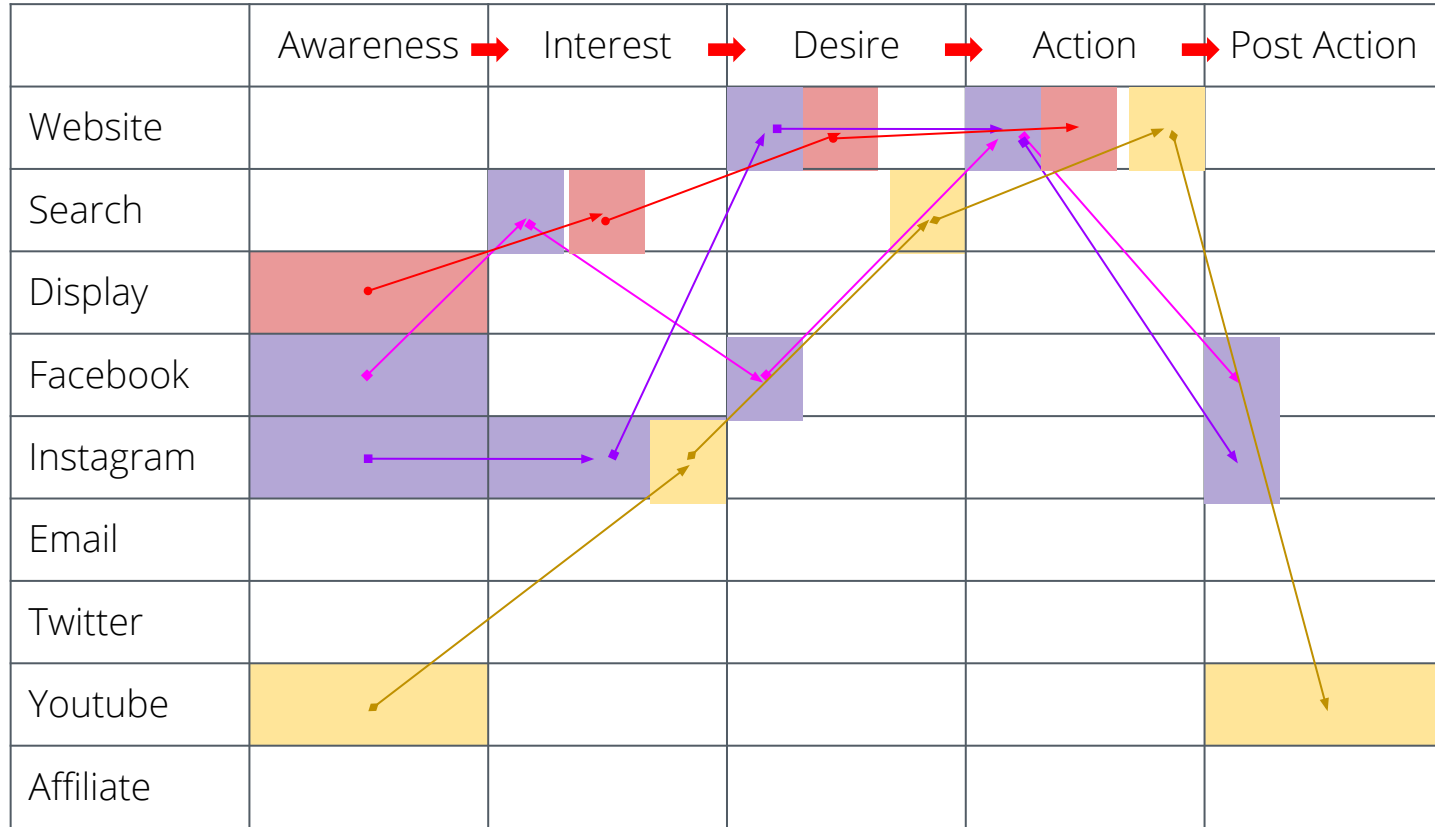 Awareness Interest Desire Action Post Action
Website
Search
Display
Facebook
Instagram
Email
Twitter
Youtube
Affiliate